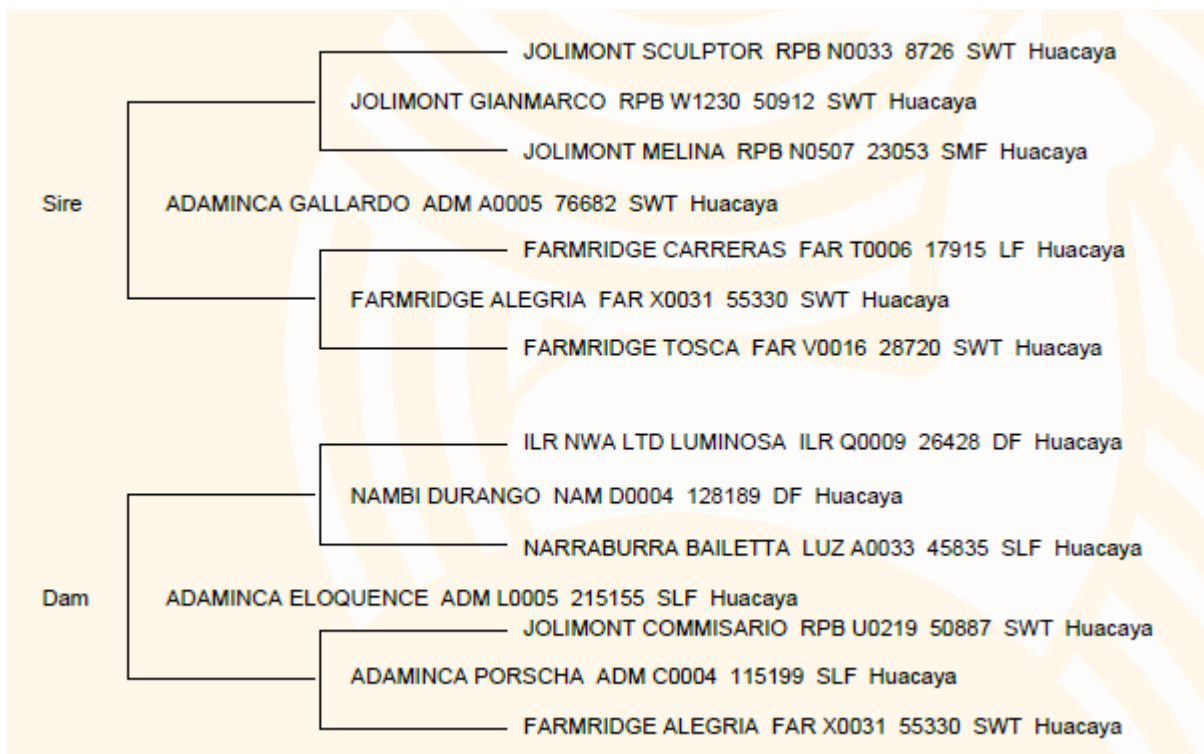 JOLIMONT SCULPTOR RPB N0033 8726 SWT Huacaya
JOLIMONT GIANMARCO RPB W1230 50912 SWT Huacaya
JOLIMONT MELINA RPB N0507 23053 SMF Huacaya
Sire ADAMINCA GALLARDO ADM A0005 76682 SWT Huacaya
FARMRIDGE CARRERAS FAR T0006 17915 LF Huacaya
FARMRIDGE ALEGRIA FAR X0031 55330 SWT Huacaya
FARMRIDGE TOSCA FAR V0016 28720 SWT Huacaya
ILR NWA LTD LUMINOSA ILR Q0009 26428 DF Huacaya
NAMBI DURANGO NAM D0004 128189 DF Huacaya
NARRABURRA BAILETTA LUZ A0033 45835 SLF Huacaya
Dam ADAMINCA ELOQUENCE ADM L0005 215155 SLF Huacaya
JOLIMONT COMMISARIO RPB U0219 50887 SWT Huacaya
ADAMINCA PORSCHA ADM C0004 115199 SLF Huacaya
FARMRIDGE ALEGRIA FAR X0031 55330 SWT Huacaya